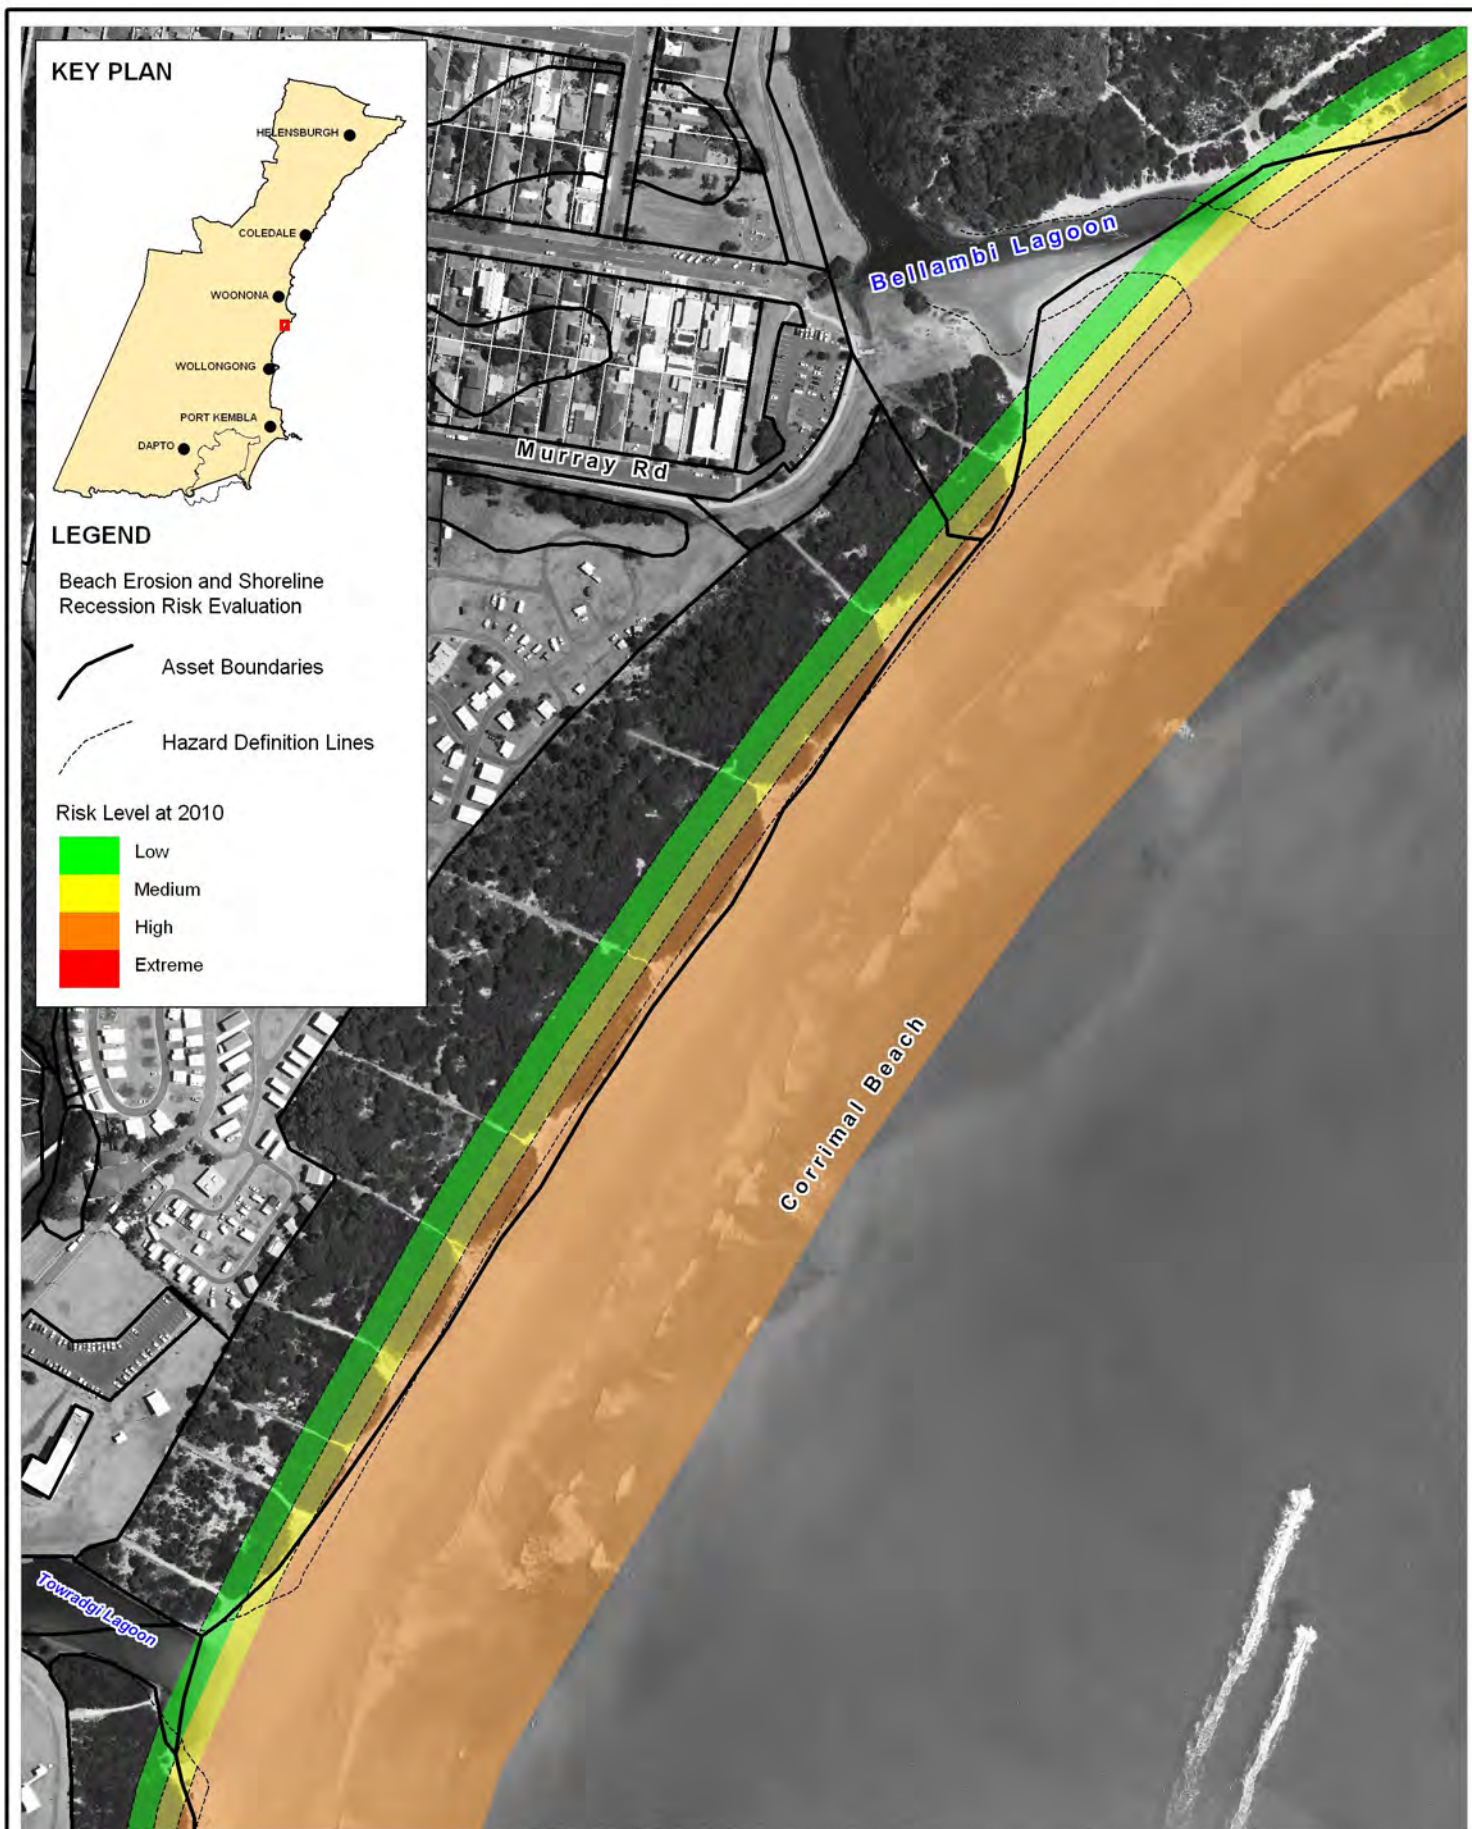 KEY PLAN
HELENSBURGH
COLEDALE
WOONONA
WOLLONGONG
PORT KEMBLA
DAPTO
LEGEND
Beach Erosion and Shoreline
Recession Risk Evaluation
Asset Boundaries
Hazard Definition Lines
Risk Level at 2010
Low
Medium
High
Extreme
Bellambi Lagoon
Murray Rd
Corrimal Beach
Towradgi Lagoon